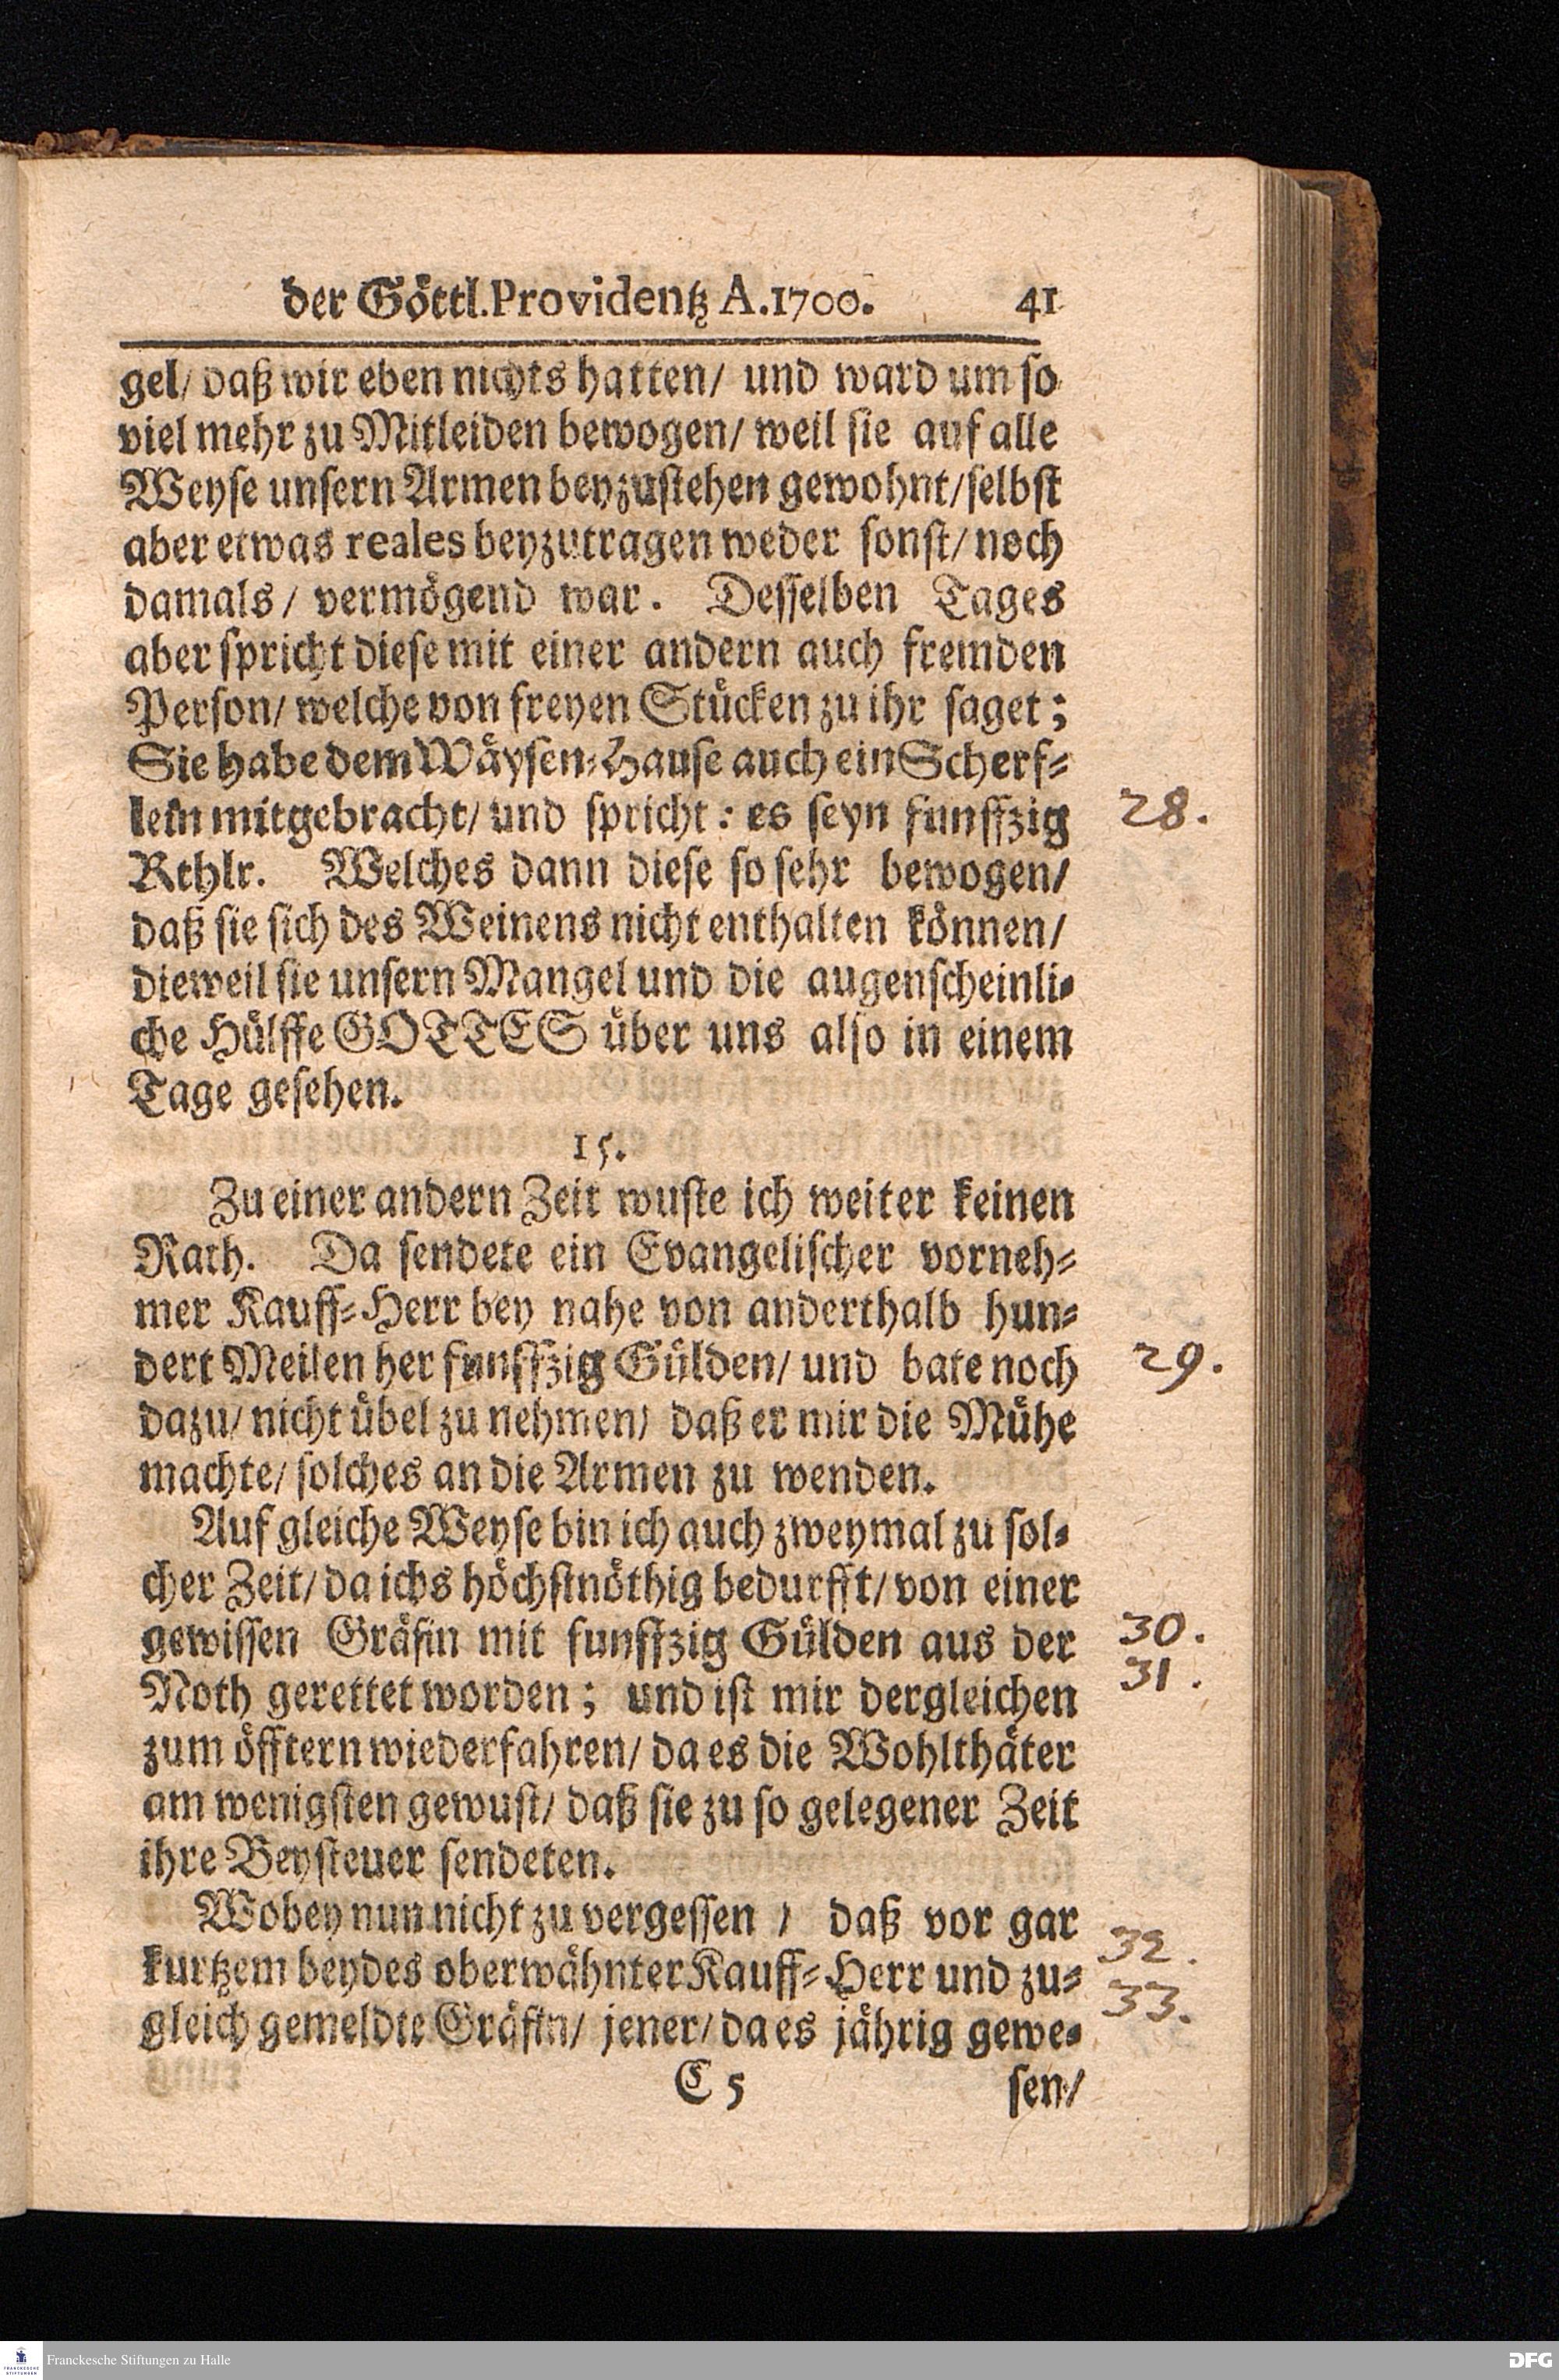 der Göttl. Providentz A. 1700. 41
gel/ daß wir eben nichts hatten/ und ward um so
viel mehr zu Mitleiden bewogen/ weil sie auf alle
Weyse unsern Armen beyzustehen gewohnt/ selbst
aber etwas reales beyzutragen weder sonst/ noch
damals/ vermögend war. Desselben Tages
aber spricht diese mit einer andern auch fremden
Person/ welche von freyen Stücken zu ihr saget;
Sie habe dem Wäysen-Hause auch ein Scherf-
lein mitgebracht/ und spricht: es seyn funffzig 28.
Rthlr. Welches dann diese so sehr bewogen/
daß sie sich des Weinens nicht enthalten können/
dieweil sie unsern Mangel und die augenscheinli-
che Hülffe GOTTES über uns also in einem
Tage gesehen.
15.
Zu einer andern Zeit wuste ich weiter keinen
Rath. Da sendete ein Evangelischer vorneh-
mer Kauff-Herr bey nahe von anderthalb hun-
dert Meilen her funffzig Gülden/ und bate noch 29.
dazu/ nicht übel zu nehmen/ daß er mir die Mühe
machte/ solches an die Armen zu wenden.
Auf gleiche Weyse bin ich auch zweymal zu sol-
cher Zeit/ da ichs höchstnöthig bedurfft/ von einer
gewissen Gräfin mit funffzig Gülden aus der 30.
Noth gerettet worden; und ist mir dergleichen 31.
zum öfftern wiederfahren/ da es die Wohlthäter
am wenigsten gewust/ daß sie zu so gelegener Zeit
ihre Beysteuer sendeten.
Wobey nun nicht zu vergessen/ daß vor gar
kurtzem beydes oberwähnter Kauff-Herr und zu- 32.
gleich gemeldte Gräfin/ jener/ da es jährig gewe- 33.
C 5 sen/
FRANCKESCHE STIFTUNGEN
Franckesche Stiftungen zu Halle
DFG